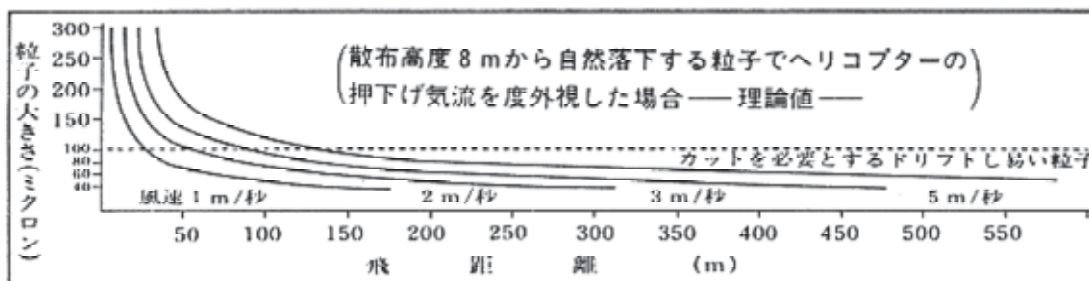 300
250
200
150
100
80
60
40
粒子の大きさ(ミクロン)
(散布高度8mから自然落下する粒子でヘリコプターの
押下げ気流を度外視した場合――理論値――)
カットを必要とするドリフトし易い粒子
風速1m/秒 2m/秒 3m/秒 5m/秒
50 100 150 200 250 300 350 400 450 500 550
飛距離(m)